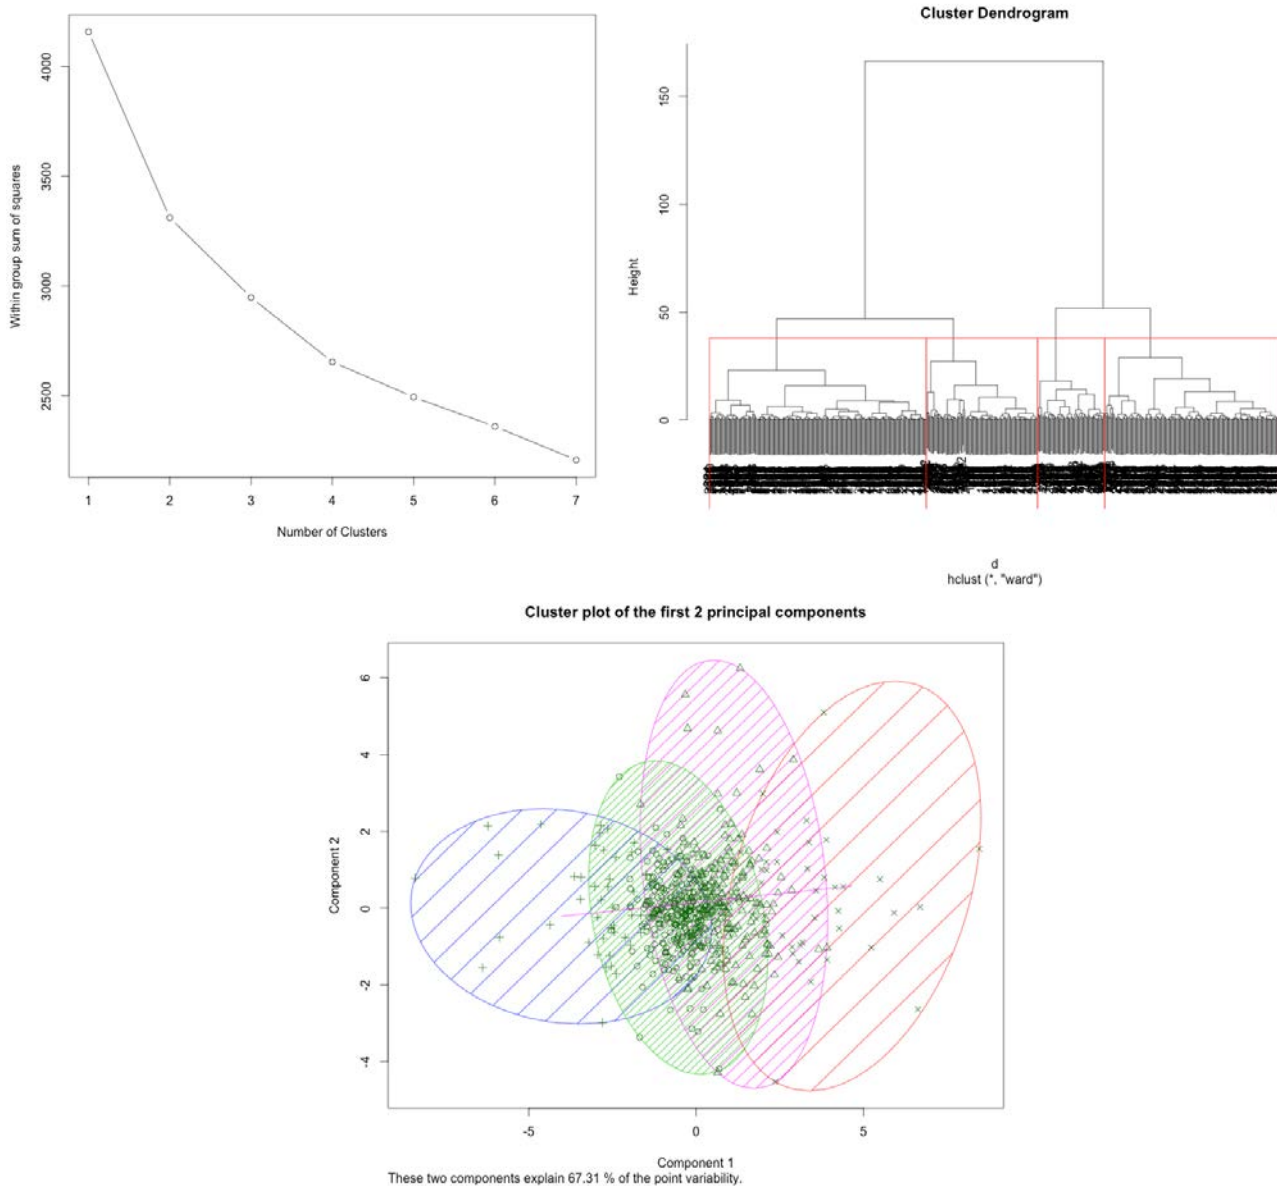 Within group sum of squares
4000
3500
3000
2500
1 2 3 4 5 6 7
Number of Clusters
Cluster Dendrogram
Height
150
100
50
0
d
hclust (*, "ward")
Cluster plot of the first 2 principal components
Component 2
6
4
2
0
-2
-4
-5 0 5
Component 1
These two components explain 67.31 % of the point variability.